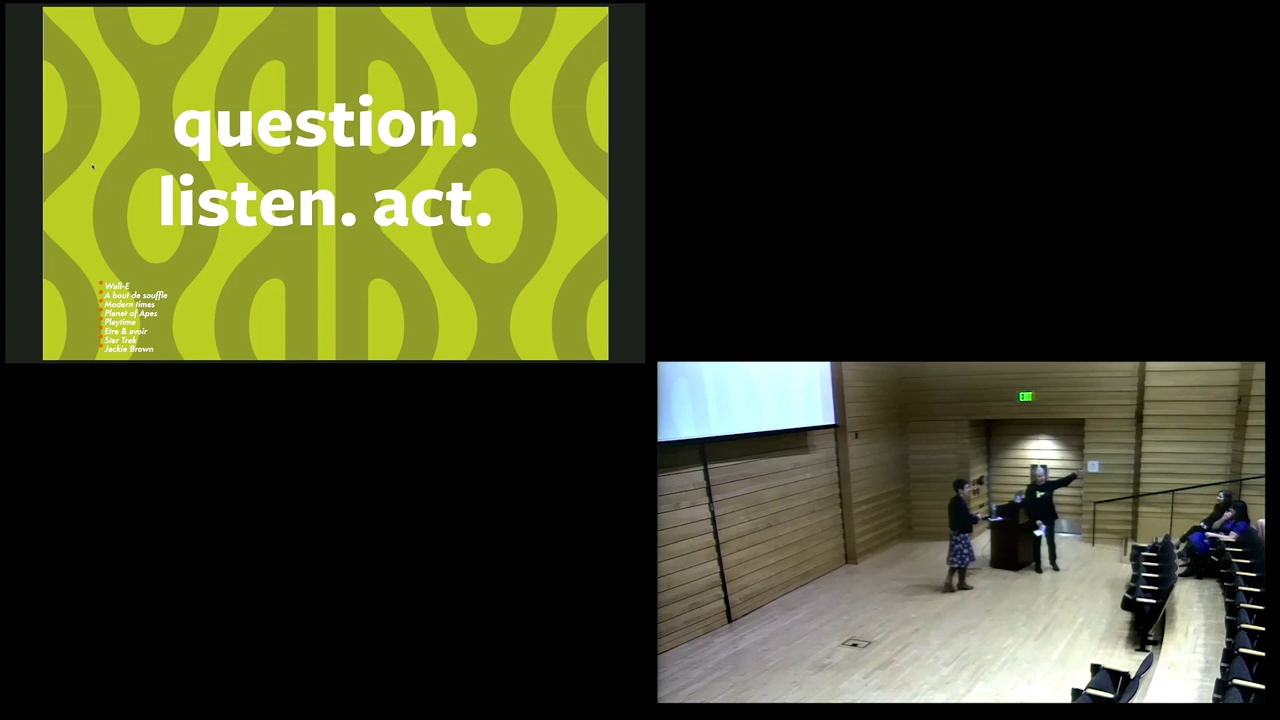 question.
listen. act.
Wall-E
A bout de souffle
Modern times
Planet of Apes
Playtime
Etre & avoir
Star Trek
Jackie Brown
EXIT